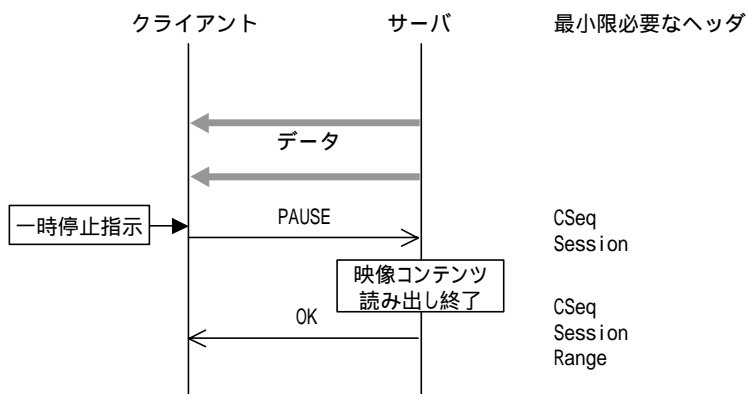 クライアント
サーバ
最小限必要なヘッダ
データ
一時停止指示
PAUSE
CSeq
Session
映像コンテンツ
読み出し終了
OK
CSeq
Session
Range